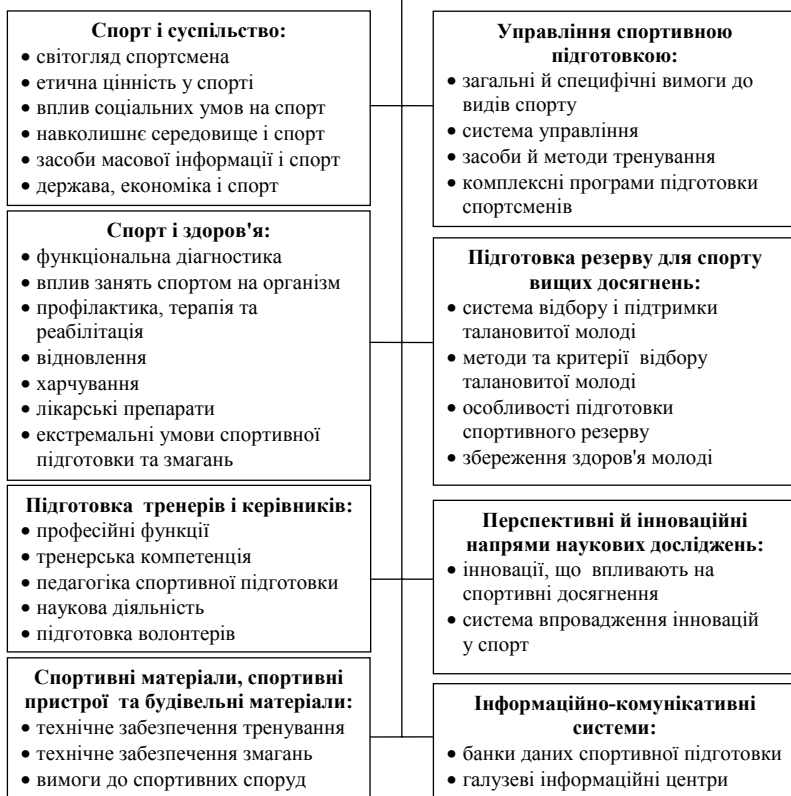 Спорт і суспільство:
• світогляд спортсмена
• етична цінність у спорті
• вплив соціальних умов на спорт
• навколишнє середовище і спорт
• засоби масової інформації і спорт
• держава, економіка і спорт
Управління спортивною
підготовкою:
• загальні й специфічні вимоги до
видів спорту
• система управління
• засоби й методи тренування
• комплексні програми підготовки
спортсменів
Спорт і здоров'я:
• функціональна діагностика
• вплив занять спортом на організм
• профілактика, терапія та
реабілітація
• відновлення
• харчування
• лікарські препарати
• екстремальні умови спортивної
підготовки та змагань
Підготовка резерву для спорту
вищих досягнень:
• система відбору і підтримки
талановитої молоді
• методи та критерії відбору
талановитої молоді
• особливості підготовки
спортивного резерву
• збереження здоров'я молоді
Підготовка тренерів і керівників:
• професійні функції
• тренерська компетенція
• педагогіка спортивної підготовки
• наукова діяльність
• підготовка волонтерів
Перспективні й інноваційні
напрями наукових досліджень:
• інновації, що впливають на
спортивні досягнення
• система впровадження інновацій
у спорт
Спортивні матеріали, спортивні
пристрої та будівельні матеріали:
• технічне забезпечення тренування
• технічне забезпечення змагань
• вимоги до спортивних споруд
Інформаційно-комунікативні
системи:
• банки даних спортивної підготовки
• галузеві інформаційні центри